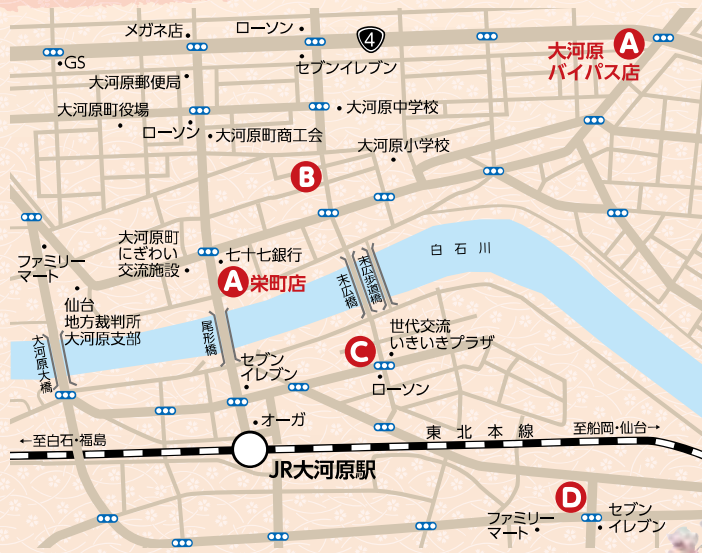 メガネ店
ローソン
4
大河原
バイパス店
A
GS
セブンイレブン
大河原郵便局
大河原町役場
大河原中学校
ローソン
大河原町商工会
大河原小学校
B
大河原町
にぎわい
交流施設
七十七銀行
A
栄町店
白石川
ファミリー
マート
仙台
地方裁判所
大河原支部
大河原大橋
尾形橋
末広橋
末広歩道橋
世代交流
いきいきプラザ
C
セブン
イレブン
ローソン
オーガ
東北本線
至船岡・仙台→
←至白石・福島
JR大河原駅
D
ファミリー
マート
セブン
イレブン